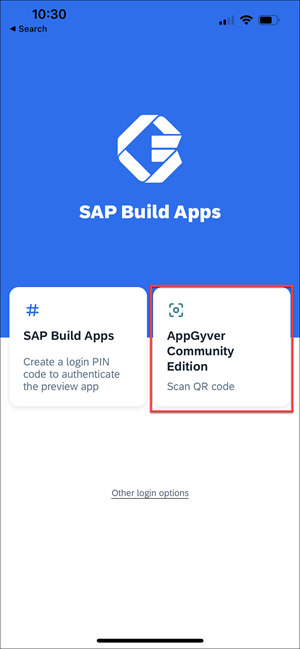 10:30
Search
SAP Build Apps
SAP Build Apps
Create a login PIN
code to authenticate
the preview app
AppGyver
Community
Edition
Scan QR code
Other login options